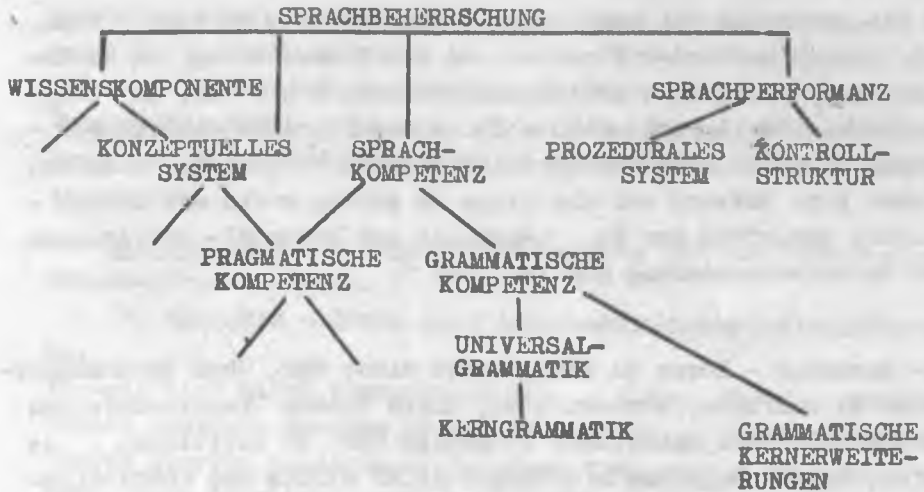 SPRACHBEHERRSCHUNG
WISSENSKOMPONENTE
SPRACHPERFORMANZ
KONZEPTUELLES
SYSTEM
SPRACH-
KOMPETENZ
PROZEDURALES
SYSTEM
KONTROLL-
STRUKTUR
PRAGMATISCHE
KOMPETENZ
GRAMMATISCHE
KOMPETENZ
UNIVERSAL-
GRAMMATIK
KERNGRAMMATIK
GRAMMATISCHE
KERNERWEITE-
RUNGEN